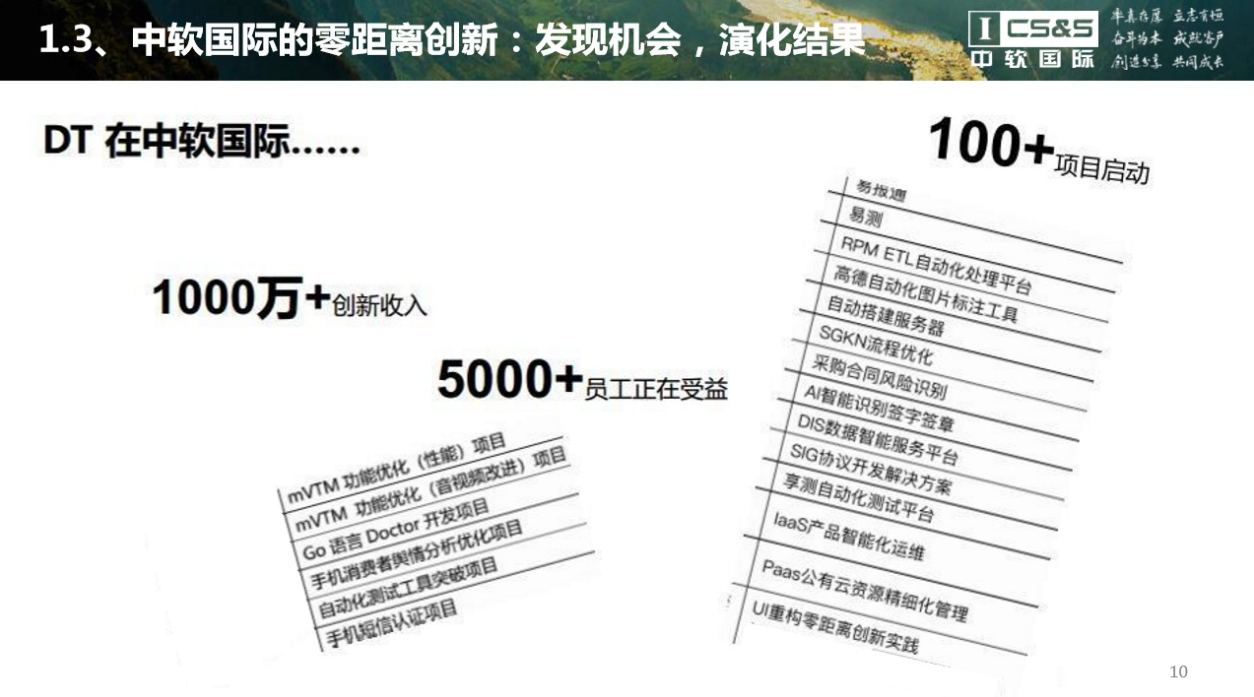 1.3、中软国际的零距离创新：发现机会，演化结果
I CS&S
中软国际
率真存厚 立志有恒
奋斗为本 成就客户
创造分享 共同成长
DT 在中软国际……
100+项目启动
1000万+创新收入
5000+员工正在受益
易报通
易测
RPM ETL自动化处理平台
高德自动化图片标注工具
自动搭建服务器
SGKN流程优化
采购合同风险识别
AI智能识别签字签章
DIS数据智能服务平台
SIG协议开发解决方案
享测自动化测试平台
IaaS产品智能化运维
Paas公有云资源精细化管理
UI重构零距离创新实践
mVTM 功能优化（性能）项目
mVTM 功能优化（音视频改进）项目
Go 语言 Doctor 开发项目
手机消费者舆情分析优化项目
自动化测试工具突破项目
手机短信认证项目
10